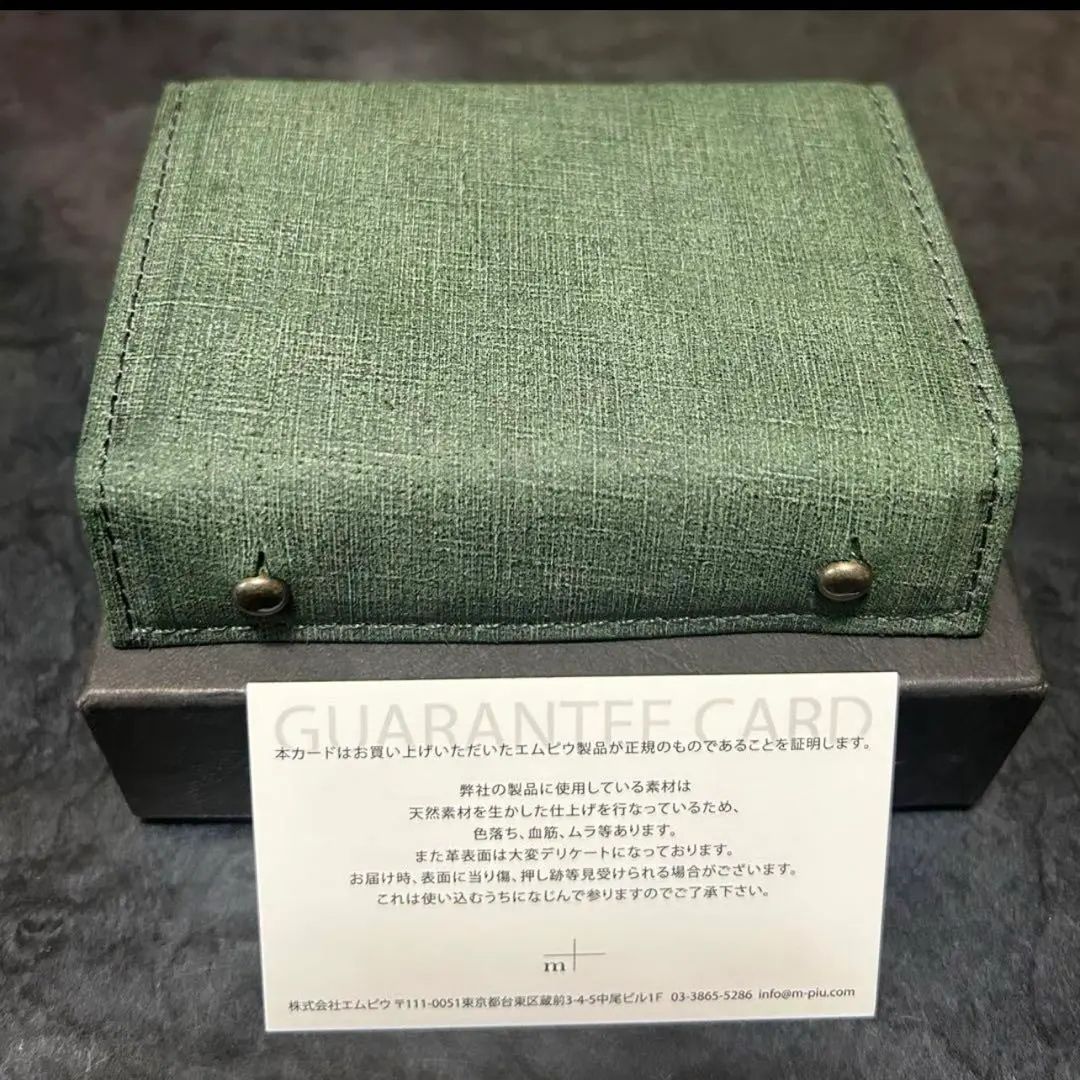 GUARANTEE CARD
本カードはお買い上げいただいたエムピウ製品が正規のものであることを証明します。
弊社の製品に使用している素材は
天然素材を生かした仕上げを行なっているため、
色落ち、血筋、ムラ等あります。
また革表面は大変デリケートになっております。
お届け時、表面に当り傷、押し跡等見受けられる場合がございます。
これは使い込むうちになじんで参りますのでご了承下さい。
m+
株式会社エムピウ 〒111-0051東京都台東区蔵前3-4-5中尾ビル1F 03-3865-5286 info@m-piu.com